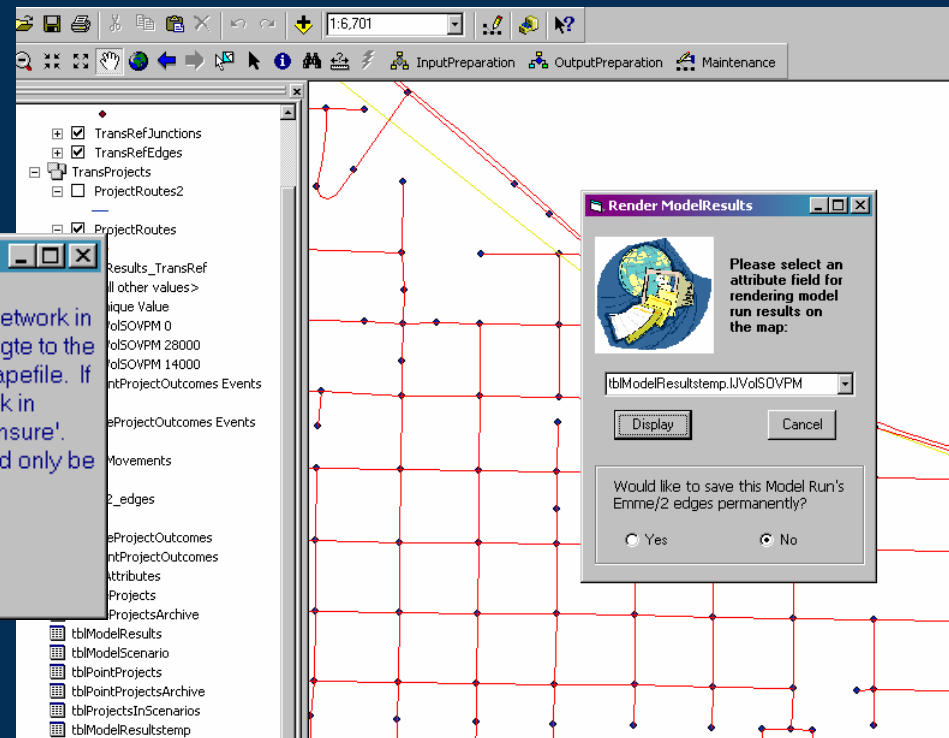 1:6,701
InputPreparation
OutputPreparation
Maintenance
TransRefJunctions
TransRefEdges
TransProjects
ProjectRoutes2
ProjectRoutes
Results_TransRef
ll other values>
ique Value
olSOVPM 0
olSOVPM 28000
olSOVPM 14000
ntProjectOutcomes Events
eProjectOutcomes Events
Movements
2_edges
eProjectOutcomes
ntProjectOutcomes
Attributes
Projects
ProjectsArchive
tblModelResults
tblModelScenario
tblPointProjects
tblPointProjectsArchive
tblProjectsInScenarios
tblModelResultstemp
etwork in
gte to the
apefile. If
k in
nsure'.
d only be
Render ModelResults
Please select an
attribute field for
rendering model
run results on
the map:
tblModelResultstemp.IJVolSOVPM
Display
Cancel
Would like to save this Model Run's
Emme/2 edges permanently?
Yes
No